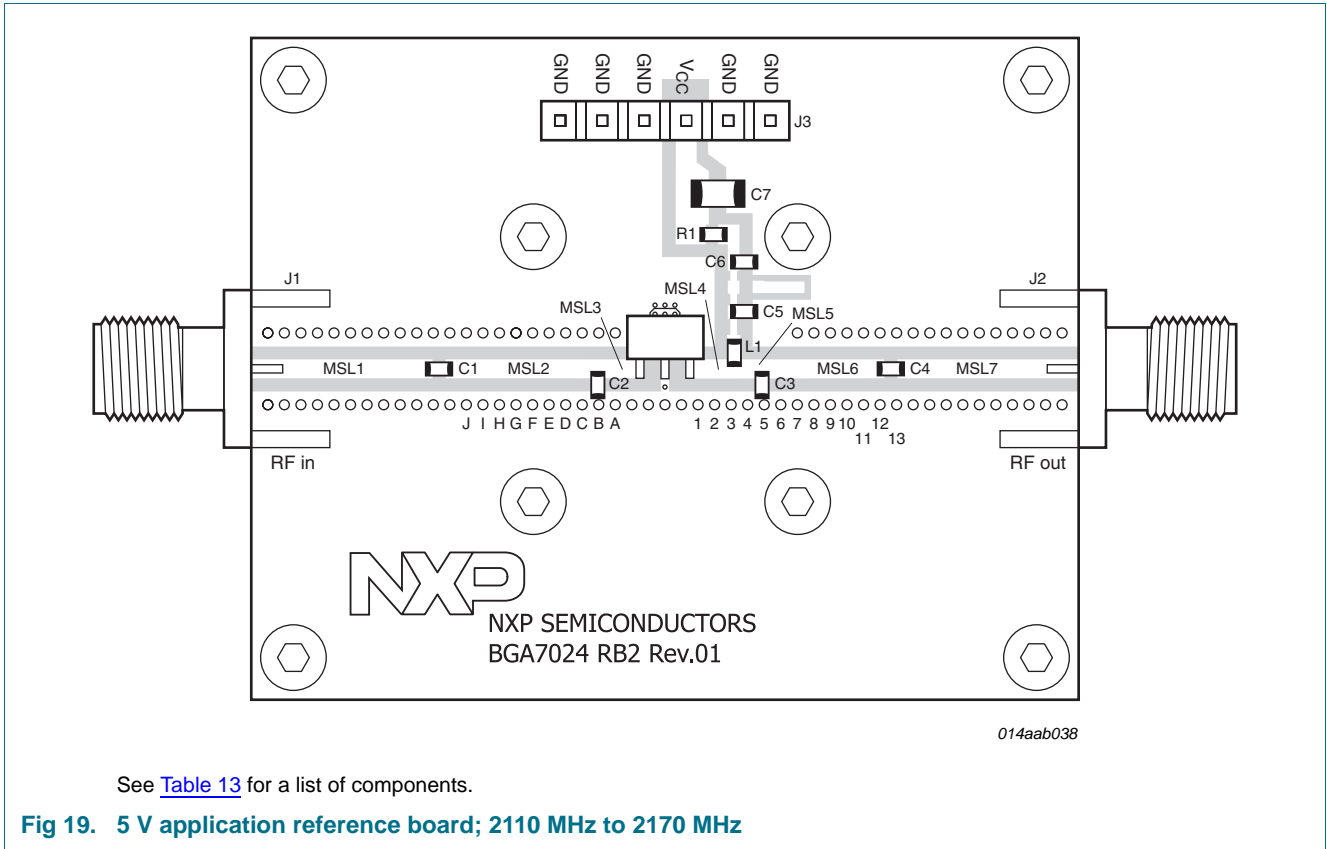 GND GND GND VCC GND GND
J3
C7
R1
C6
J1
MSL4
J2
MSL3
C5
MSL5
L1
MSL1 C1 MSL2 C2 C3 MSL6 C4 MSL7
J I H G F E D C B A 1 2 3 4 5 6 7 8 9 10 12
11 13
RF in
RF out
NXP
NXP SEMICONDUCTORS
BGA7024 RB2 Rev.01
014aab038
See Table 13 for a list of components.
Fig 19. 5 V application reference board; 2110 MHz to 2170 MHz